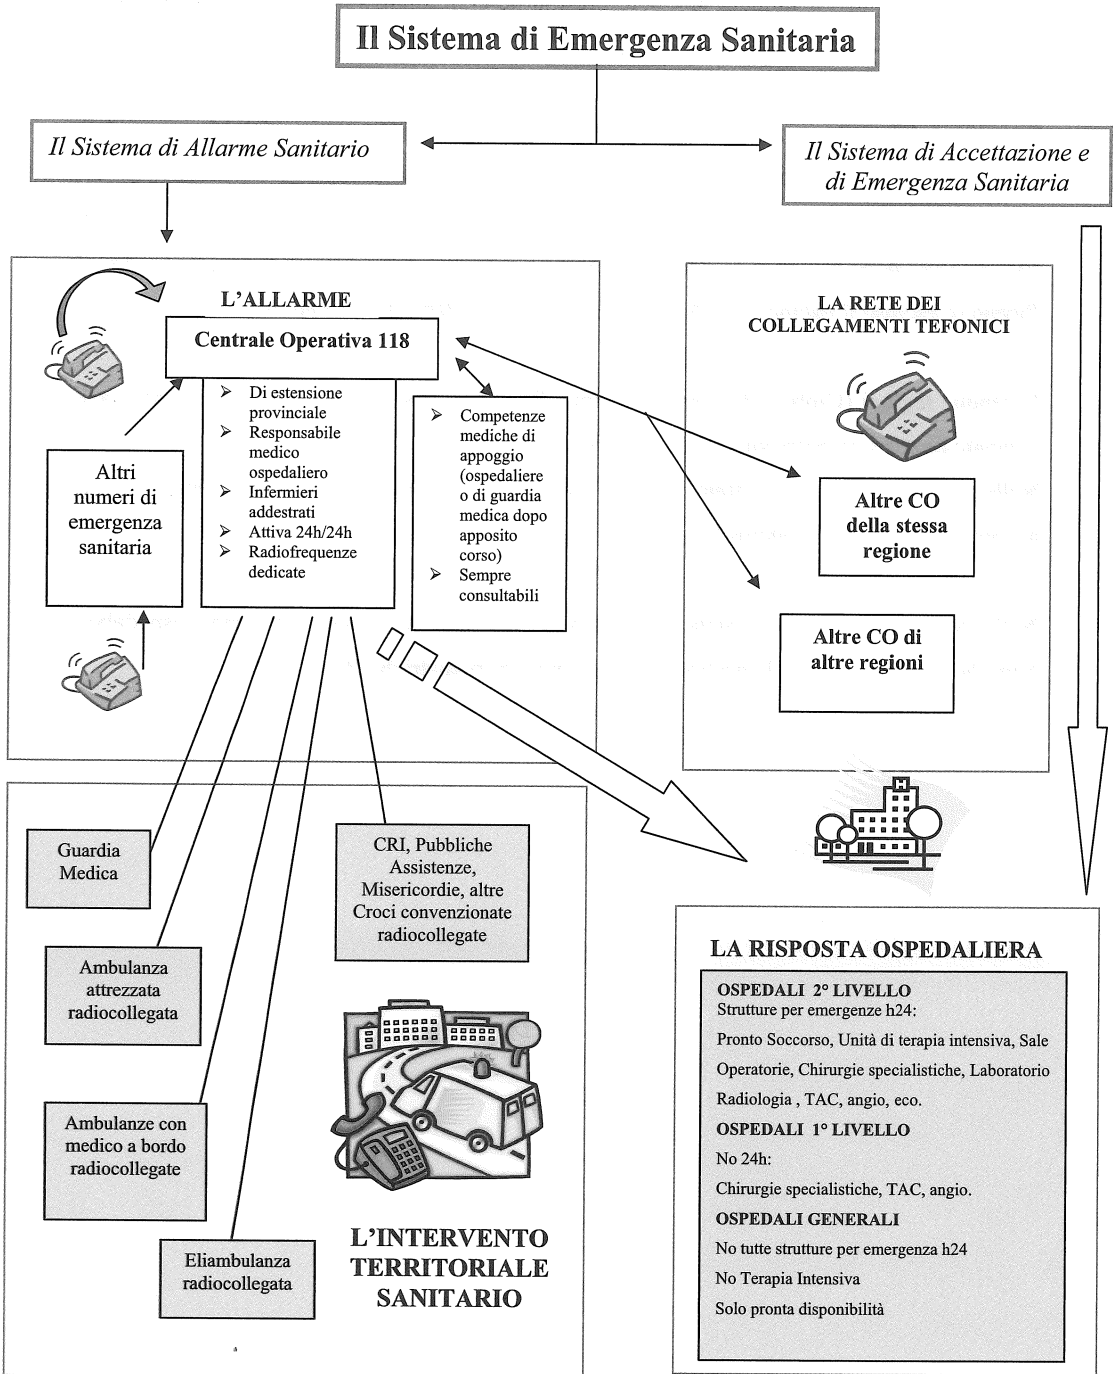 Il Sistema di Emergenza Sanitaria
Il Sistema di Allarme Sanitario
Il Sistema di Accettazione e
di Emergenza Sanitaria
L'ALLARME
Centrale Operativa 118
➢ Di estensione
provinciale
➢ Responsabile
medico
ospedaliero
➢ Infermieri
addestrati
➢ Attiva 24h/24h
➢ Radiofrequenze
dedicate
➢ Competenze
mediche di
appoggio
(ospedaliere
o di guardia
medica dopo
apposito
corso)
➢ Sempre
consultabili
Altri
numeri di
emergenza
sanitaria
LA RETE DEI
COLLEGAMENTI TEFONICI
Altre CO
della stessa
regione
Altre CO di
altre regioni
Guardia
Medica
Ambulanza
attrezzata
radiocollegata
Ambulanze con
medico a bordo
radiocollegate
Eliambulanza
radiocollegata
CRI, Pubbliche
Assistenze,
Misericordie, altre
Croci convenzionate
radiocollegate
L'INTERVENTO
TERRITORIALE
SANITARIO
LA RISPOSTA OSPEDALIERA
OSPEDALI 2° LIVELLO
Strutture per emergenze h24:
Pronto Soccorso, Unità di terapia intensiva, Sale
Operatorie, Chirurgie specialistiche, Laboratorio
Radiologia , TAC, angio, eco.
OSPEDALI 1° LIVELLO
No 24h:
Chirurgie specialistiche, TAC, angio.
OSPEDALI GENERALI
No tutte strutture per emergenza h24
No Terapia Intensiva
Solo pronta disponibilità